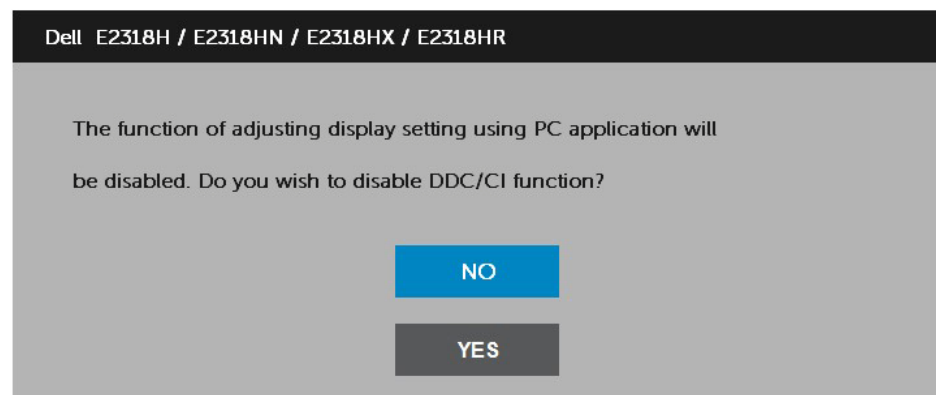 Dell E2318H / E2318HN / E2318HX / E2318HR
The function of adjusting display setting using PC application will
be disabled. Do you wish to disable DDC/CI function?
NO
YES